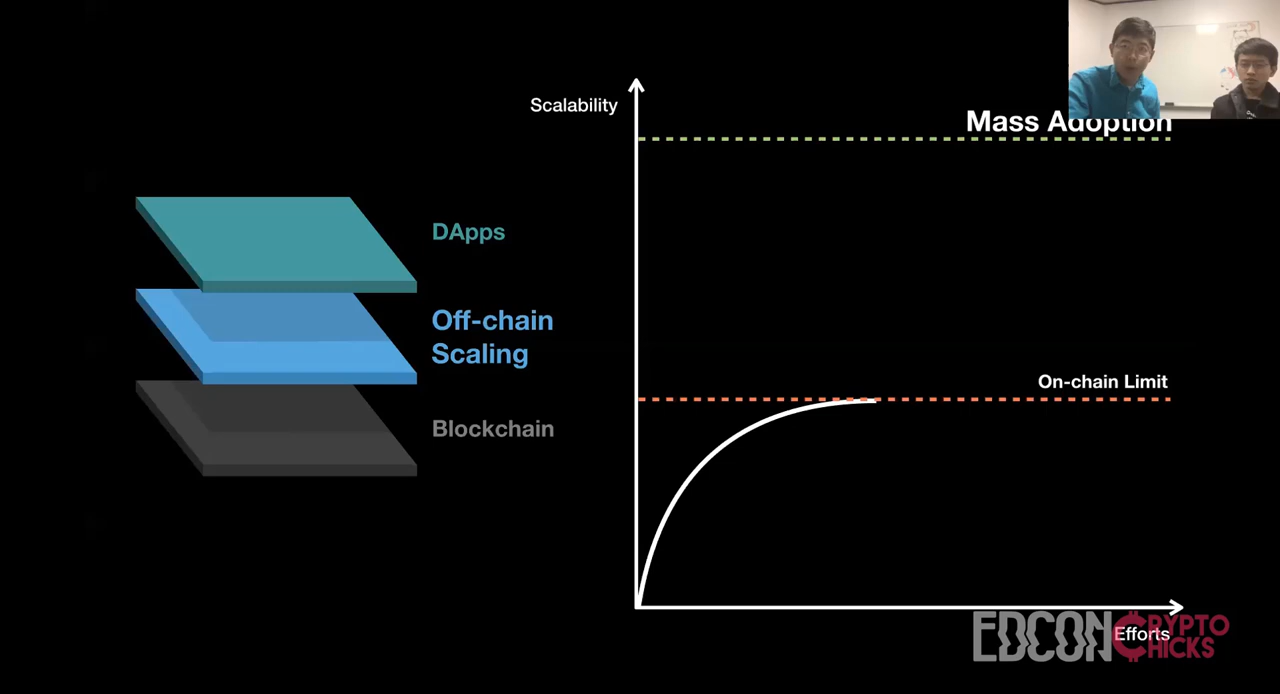 Scalability
Mass Adoption
DApps
Off-chain
Scaling
On-chain Limit
Blockchain
Efforts
EDCON CRYPTO
CHICKS